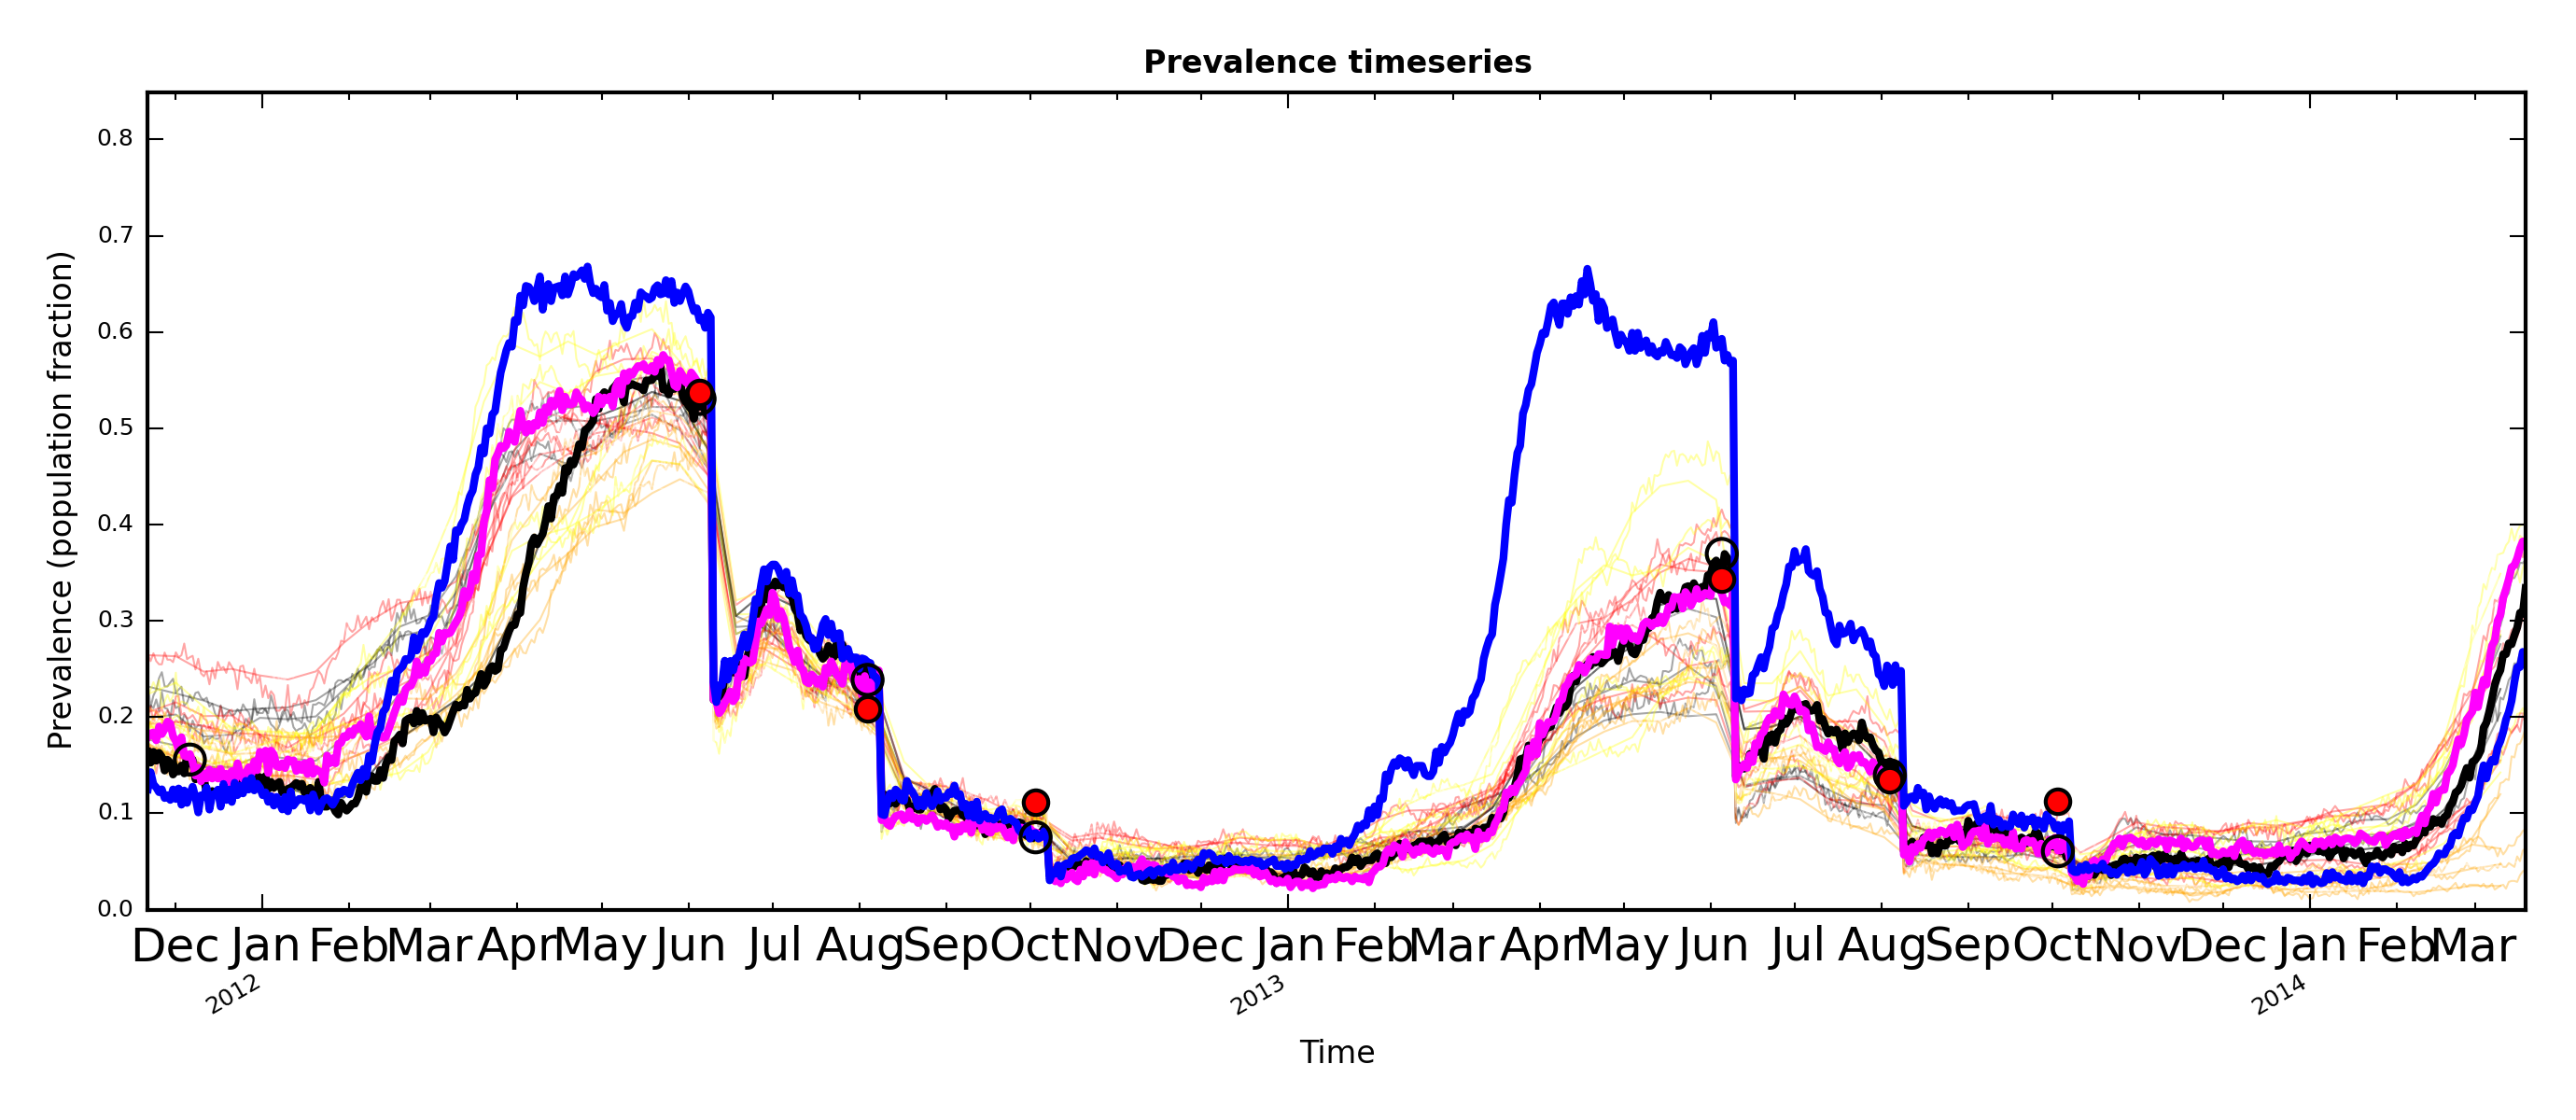 Prevalence timeseries
Prevalence (population fraction)
0.8
0.7
0.6
0.5
0.4
0.3
0.2
0.1
0.0
Dec Jan Feb Mar Apr May Jun Jul Aug Sep Oct Nov Dec Jan Feb Mar Apr May Jun Jul Aug Sep Oct Nov Dec Jan Feb Mar
2012 2013 2014
Time